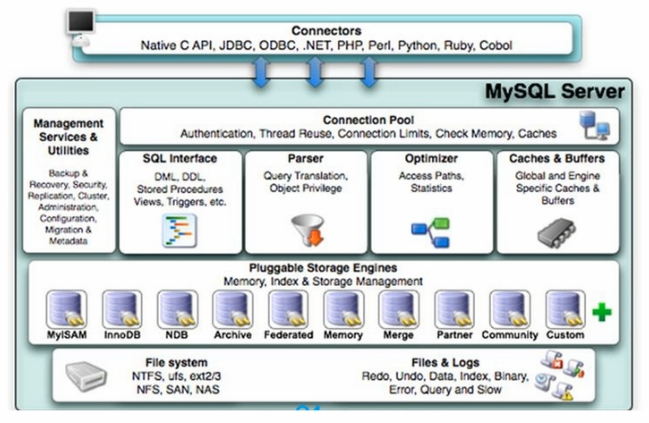 Connectors
Native C API, JDBC, ODBC, .NET, PHP, Perl, Python, Ruby, Cobol
MySQL Server
Management
Services &
Utilities
Backup &
Recovery, Security,
Replication, Cluster,
Administration,
Configuration,
Migration &
Metadata
Connection Pool
Authentication, Thread Reuse, Connection Limits, Check Memory, Caches
SQL Interface
DML, DDL,
Stored Procedures
Views, Triggers, etc.
Parser
Query Translation,
Object Privilege
Optimizer
Access Paths,
Statistics
Caches & Buffers
Global and Engine
Specific Caches &
Buffers
Pluggable Storage Engines
Memory, Index & Storage Management
MyISAM
InnoDB
NDB
Archive
Federated
Memory
Merge
Partner
Community
Custom
File system
NTFS, ufs, ext2/3
NFS, SAN, NAS
Files & Logs
Redo, Undo, Data, Index, Binary,
Error, Query and Slow